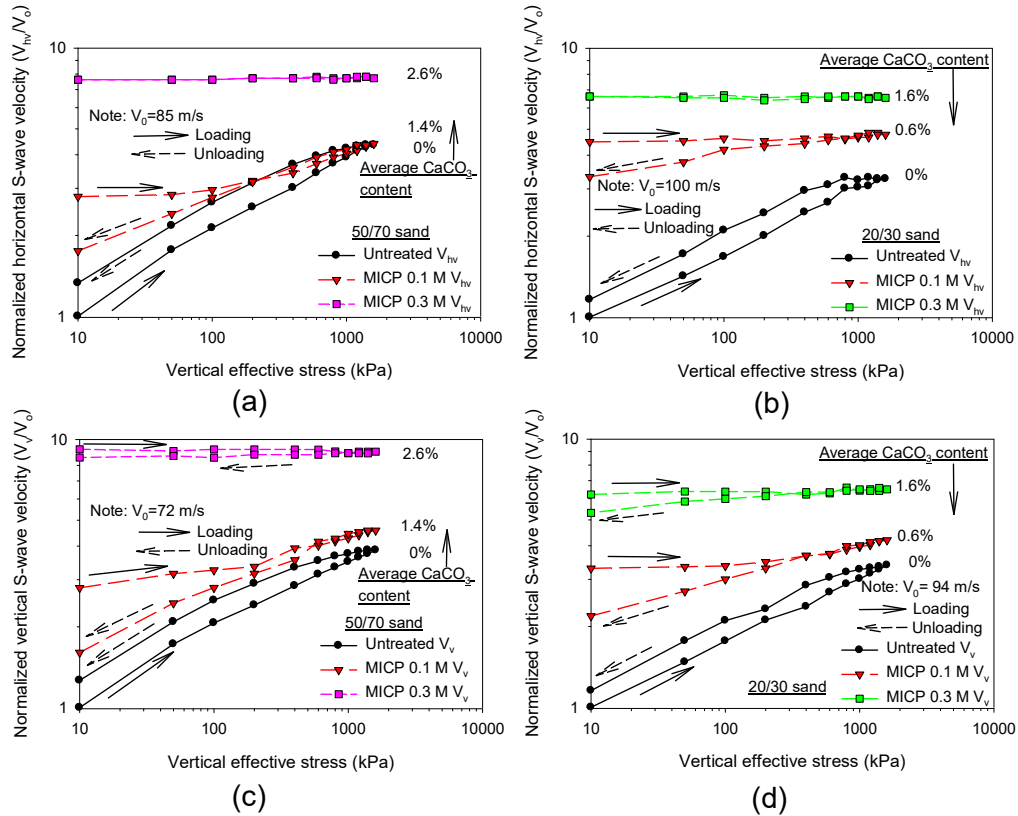 (a)
Normalized horizontal S-wave velocity (Vhv/Vo)
10
1
2.6%
Note: V0=85 m/s
Loading
Unloading
1.4%
0%
Average CaCO3
content
50/70 sand
Untreated Vhv
MICP 0.1 M Vhv
MICP 0.3 M Vhv
10 100 1000 10000
Vertical effective stress (kPa)
(a)
(b)
Normalized horizontal S-wave velocity (Vhv/Vo)
10
1
Average CaCO3 content
1.6%
0.6%
0%
Note: V0=100 m/s
Loading
Unloading
20/30 sand
Untreated Vhv
MICP 0.1 M Vhv
MICP 0.3 M Vhv
10 100 1000 10000
Vertical effective stress (kPa)
(b)
Normalized vertical S-wave velocity (Vv/Vo)
10
1
2.6%
Note: V0=72 m/s
Loading
Unloading
1.4%
0%
Average CaCO3
content
50/70 sand
Untreated Vv
MICP 0.1 M Vv
MICP 0.3 M Vv
10 100 1000 10000
Vertical effective stress (kPa)
(c)
Normalized vertical S-wave velocity (Vv/Vo)
10
1
Average CaCO3 content
1.6%
0.6%
0%
Note: V0= 94 m/s
Loading
Unloading
20/30 sand
Untreated Vv
MICP 0.1 M Vv
MICP 0.3 M Vv
10 100 1000 10000
Vertical effective stress (kPa)
(d)